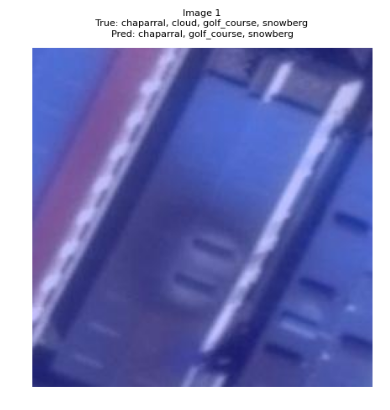 Image 1
True: chaparral, cloud, golf_course, snowberg
Pred: chaparral, golf_course, snowberg